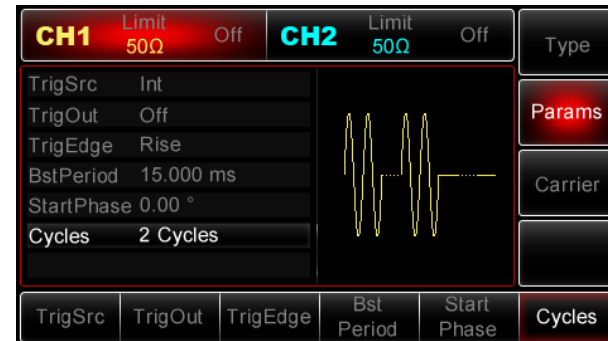 CH1 Limit 50Ω Off CH2 Limit 50Ω Off
Type
TrigSrc Int
TrigOut Off
TrigEdge Rise
BstPeriod 15.000 ms
StartPhase 0.00 °
Cycles 2 Cycles
Params
Carrier
TrigSrc
TrigOut
TrigEdge
Bst
Period
Start
Phase
Cycles